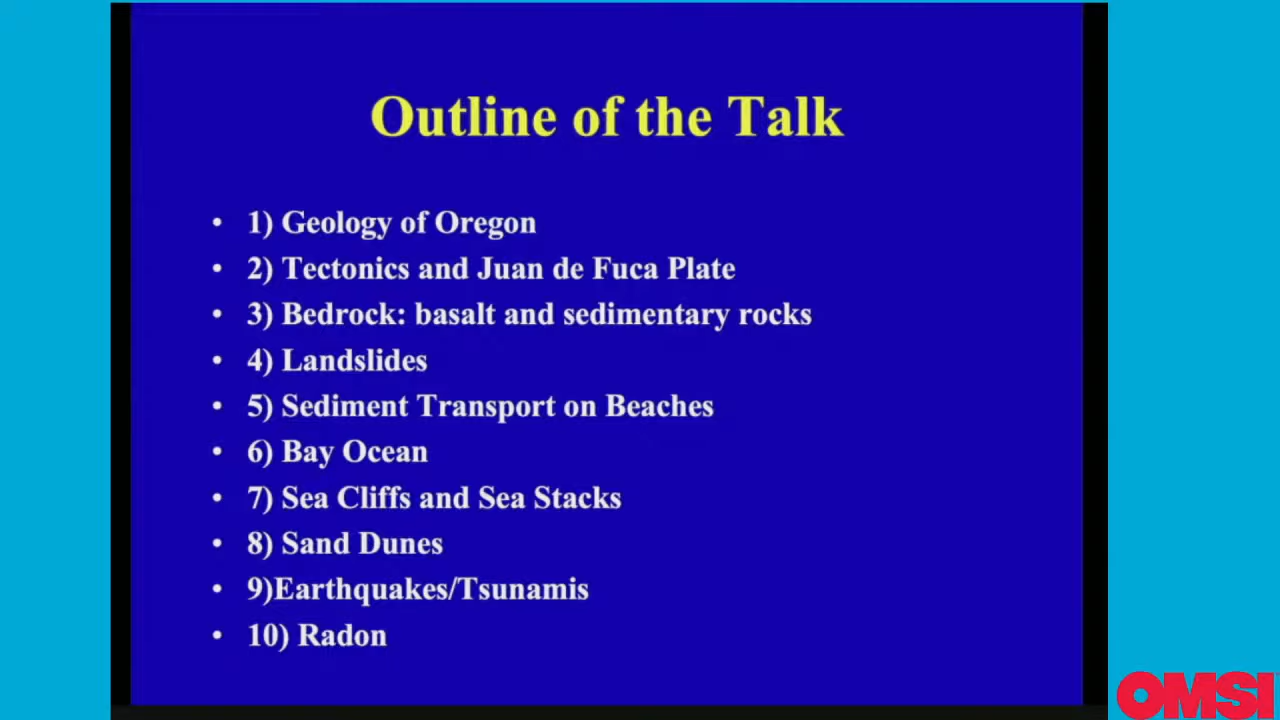 Outline of the Talk
• 1) Geology of Oregon
• 2) Tectonics and Juan de Fuca Plate
• 3) Bedrock: basalt and sedimentary rocks
• 4) Landslides
• 5) Sediment Transport on Beaches
• 6) Bay Ocean
• 7) Sea Cliffs and Sea Stacks
• 8) Sand Dunes
• 9)Earthquakes/Tsunamis
• 10) Radon
OMSI